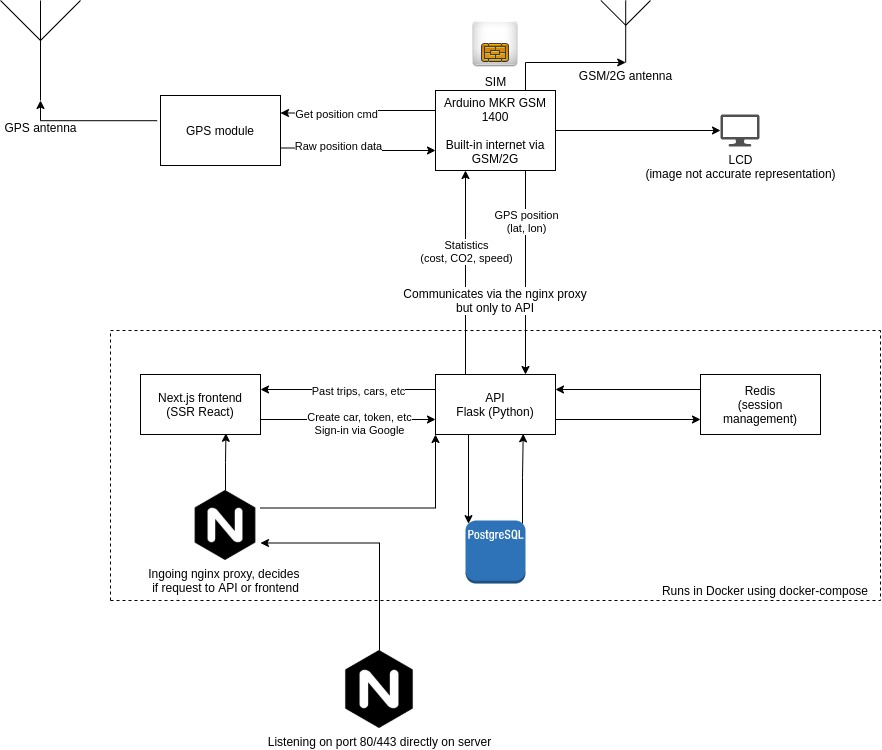 SIM
GSM/2G antenna
GPS antenna
GPS module
Get position cmd
Raw position data
Arduino MKR GSM
1400
Built-in internet via
GSM/2G
LCD
(image not accurate representation)
GPS position
(lat, lon)
Statistics
(cost, CO2, speed)
Communicates via the nginx proxy
but only to API
Next.js frontend
(SSR React)
Past trips, cars, etc
Create car, token, etc
Sign-in via Google
API
Flask (Python)
Redis
(session
management)
N
PostgreSQL
Ingoing nginx proxy, decides
if request to API or frontend
Runs in Docker using docker-compose
N
Listening on port 80/443 directly on server